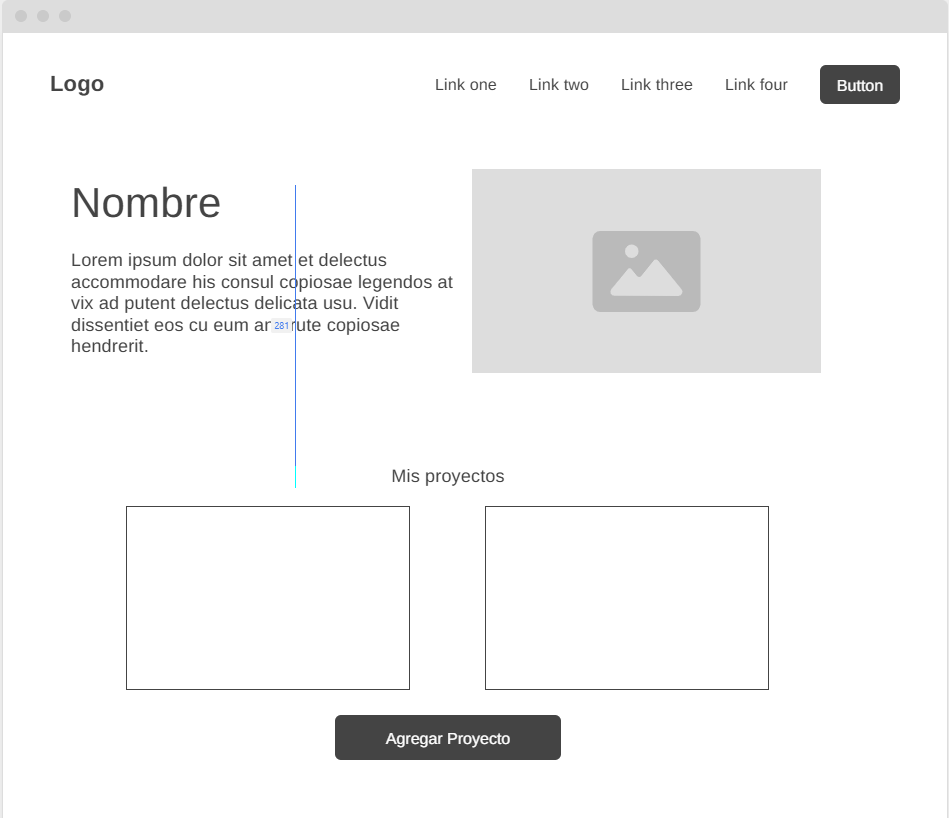 Logo
Link one Link two Link three Link four Button
Nombre
Lorem ipsum dolor sit amet et delectus
accommodare his consul copiosae legendos at
vix ad putent delectus delicata usu. Vidit
dissentiet eos cu eum an rute copiosae
281
hendrerit.
Mis proyectos
Agregar Proyecto